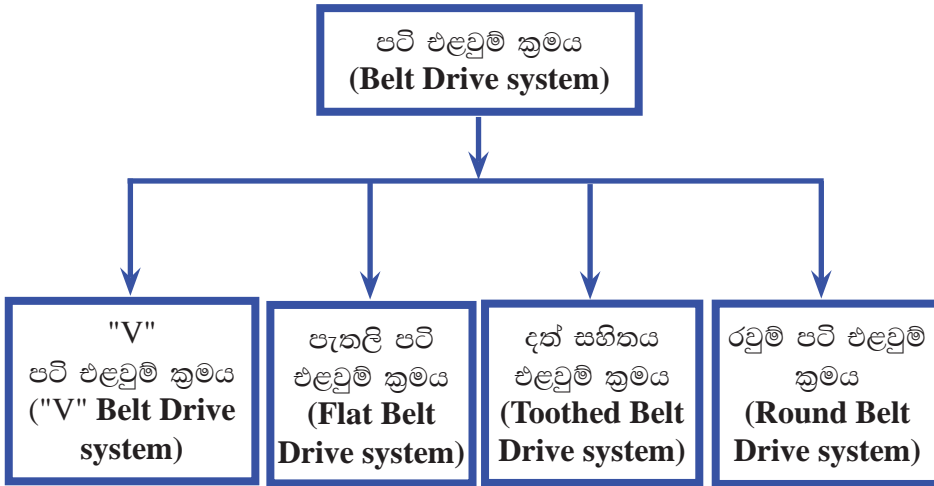 පටි එළවුම් ක්‍රමය
(Belt Drive system)
"V"
පටි එළවුම් ක්‍රමය
("V" Belt Drive
system)
පැතලි පටි
එළවුම් ක්‍රමය
(Flat Belt
Drive system)
දත් සහිතය
එළවුම් ක්‍රමය
(Toothed Belt
Drive system)
රවුම් පටි එළවුම්
ක්‍රමය
(Round Belt
Drive system)